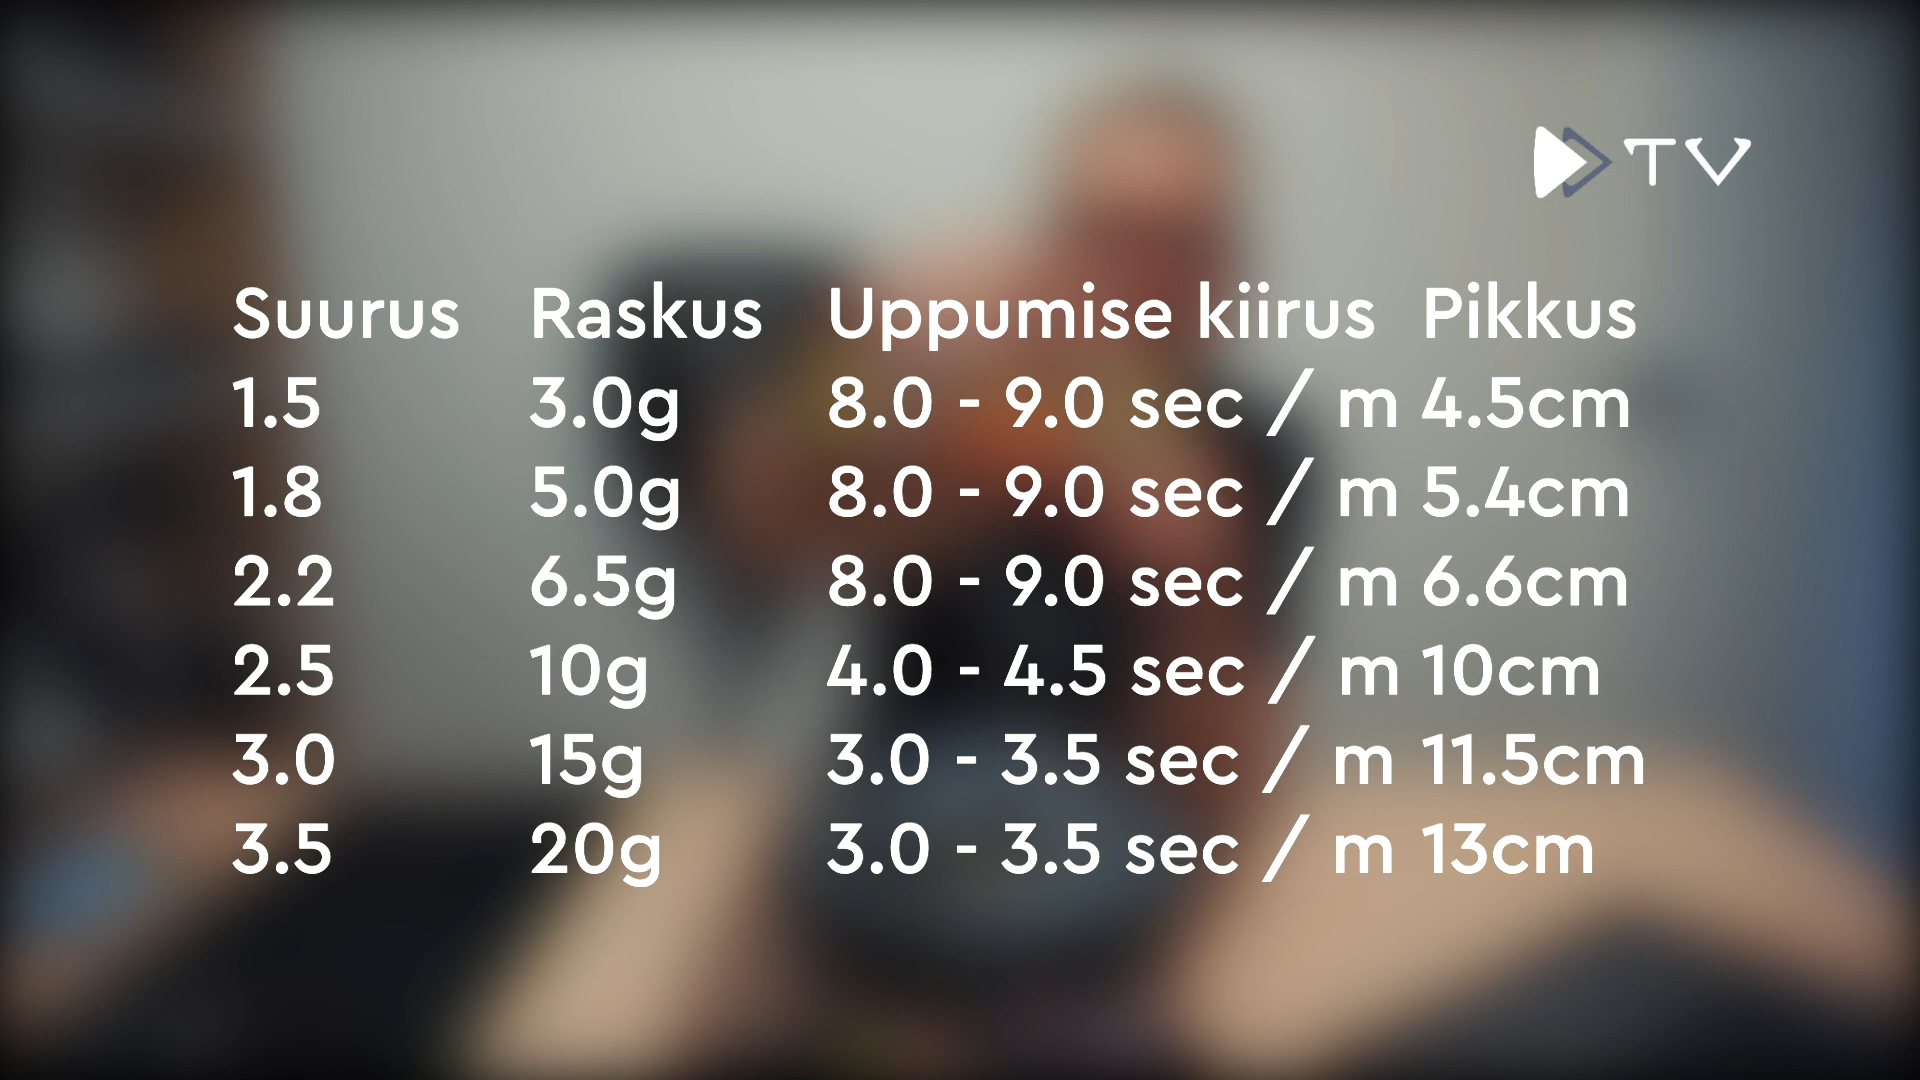 TV
Suurus Raskus Uppumise kiirus Pikkus
1.5 3.0g 8.0 - 9.0 sec / m 4.5cm
1.8 5.0g 8.0 - 9.0 sec / m 5.4cm
2.2 6.5g 8.0 - 9.0 sec / m 6.6cm
2.5 10g 4.0 - 4.5 sec / m 10cm
3.0 15g 3.0 - 3.5 sec / m 11.5cm
3.5 20g 3.0 - 3.5 sec / m 13cm